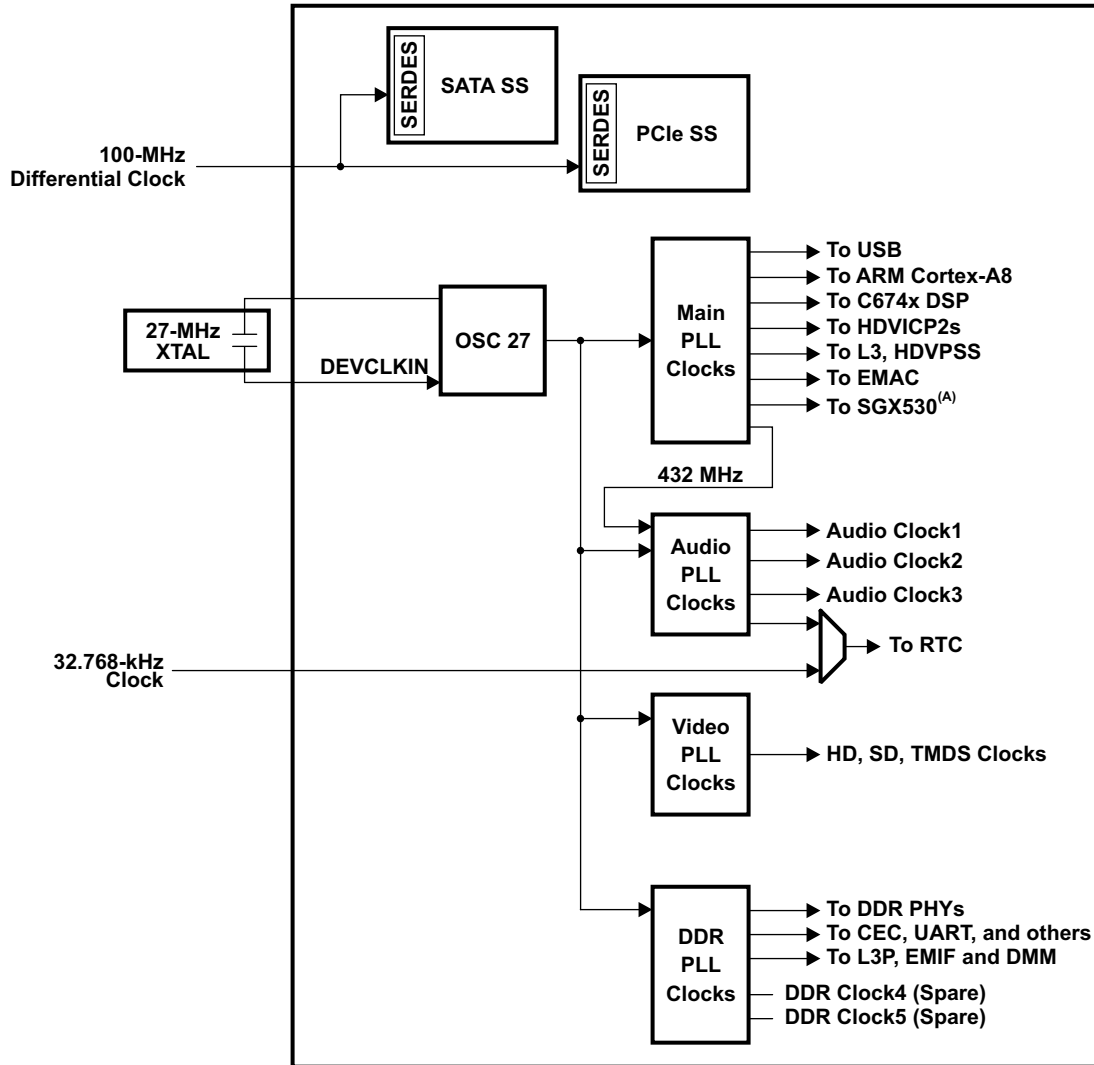 SERDES
SATA SS
SERDES
PCIe SS
100-MHz
Differential Clock
27-MHz
XTAL
DEVCLKIN
OSC 27
Main
PLL
Clocks
To USB
To ARM Cortex-A8
To C674x DSP
To HDVICP2s
To L3, HDVPSS
To EMAC
To SGX530(A)
432 MHz
Audio
PLL
Clocks
Audio Clock1
Audio Clock2
Audio Clock3
To RTC
32.768-kHz
Clock
Video
PLL
Clocks
HD, SD, TMDS Clocks
DDR
PLL
Clocks
To DDR PHYs
To CEC, UART, and others
To L3P, EMIF and DMM
DDR Clock4 (Spare)
DDR Clock5 (Spare)